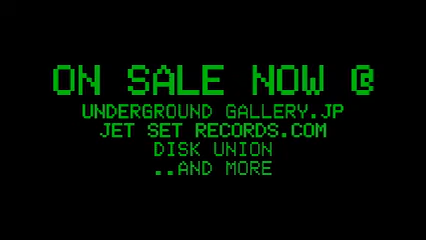 ON SALE NOW @
UNDERGROUND GALLERY.JP
JET SET RECORDS.COM
DISK UNION
..AND MORE